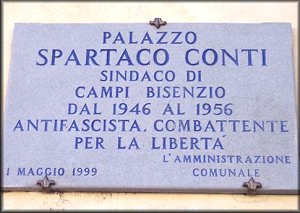 PALAZZO
SPARTACO CONTI
SINDACO DI
CAMPI BISENZIO
DAL 1946 AL 1956
ANTIFASCISTA, COMBATTENTE
PER LA LIBERTA'
L'AMMINISTRAZIONE
1 MAGGIO 1999 COMUNALE